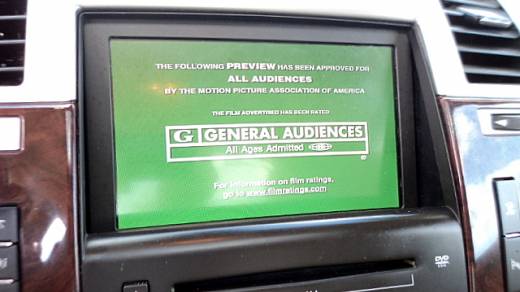 THE FOLLOWING PREVIEW HAS BEEN APPROVED FOR
ALL AUDIENCES
BY THE MOTION PICTURE ASSOCIATION OF AMERICA
THE FILM ADVERTISED HAS BEEN RATED
G GENERAL AUDIENCES
All Ages Admitted
For information on film ratings,
go to www.filmratings.com
DVD